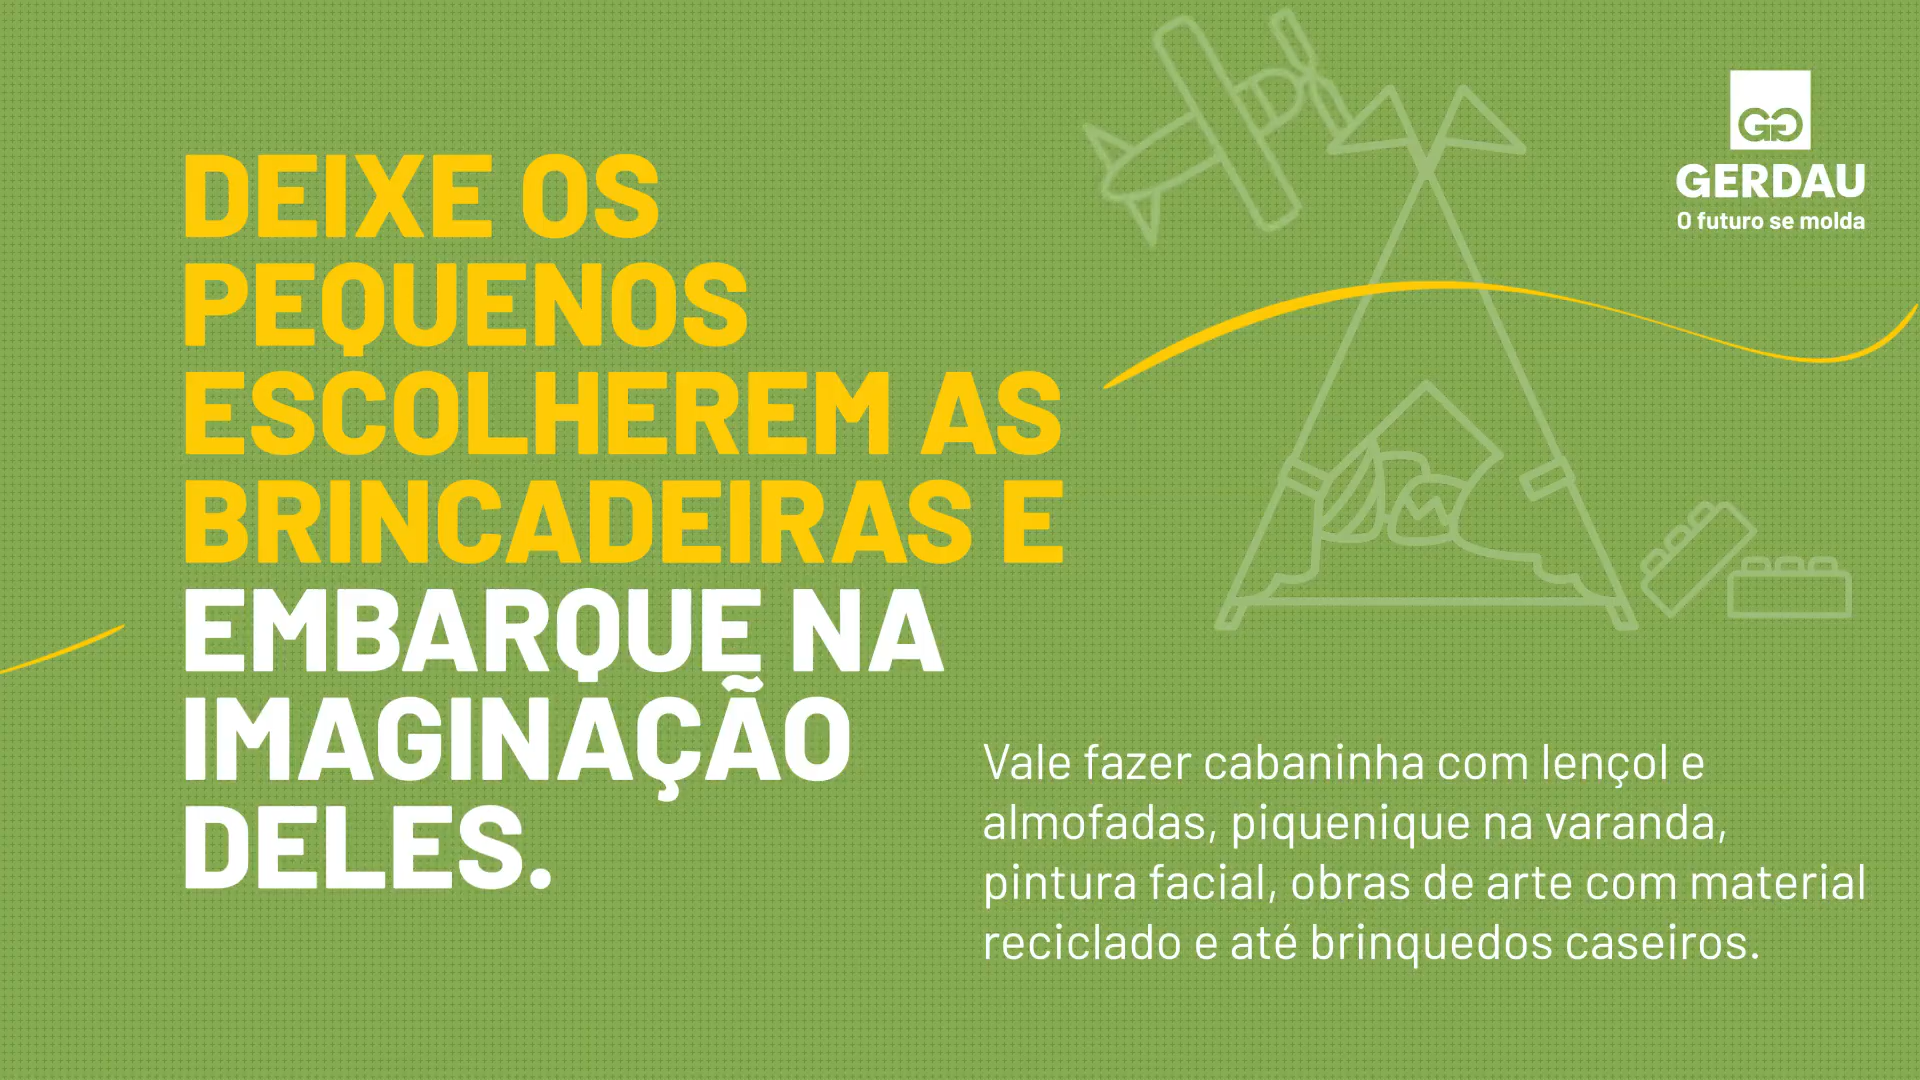 DEIXE OS
PEQUENOS
ESCOLHEREM AS
BRINCADEIRAS E
EMBARQUE NA
IMAGINAÇÃO
DELES.
GERDAU
O futuro se molda
Vale fazer cabaninha com lençol e
almofadas, piquenique na varanda,
pintura facial, obras de arte com material
reciclado e até brinquedos caseiros.